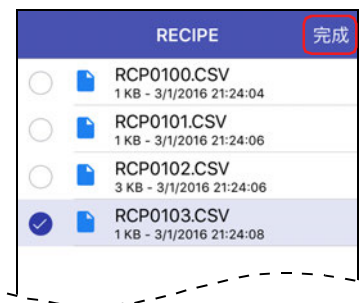 RECIPE 完成
RCP0100.CSV
1 KB - 3/1/2016 21:24:04
RCP0101.CSV
1 KB - 3/1/2016 21:24:06
RCP0102.CSV
3 KB - 3/1/2016 21:24:06
RCP0103.CSV
1 KB - 3/1/2016 21:24:08